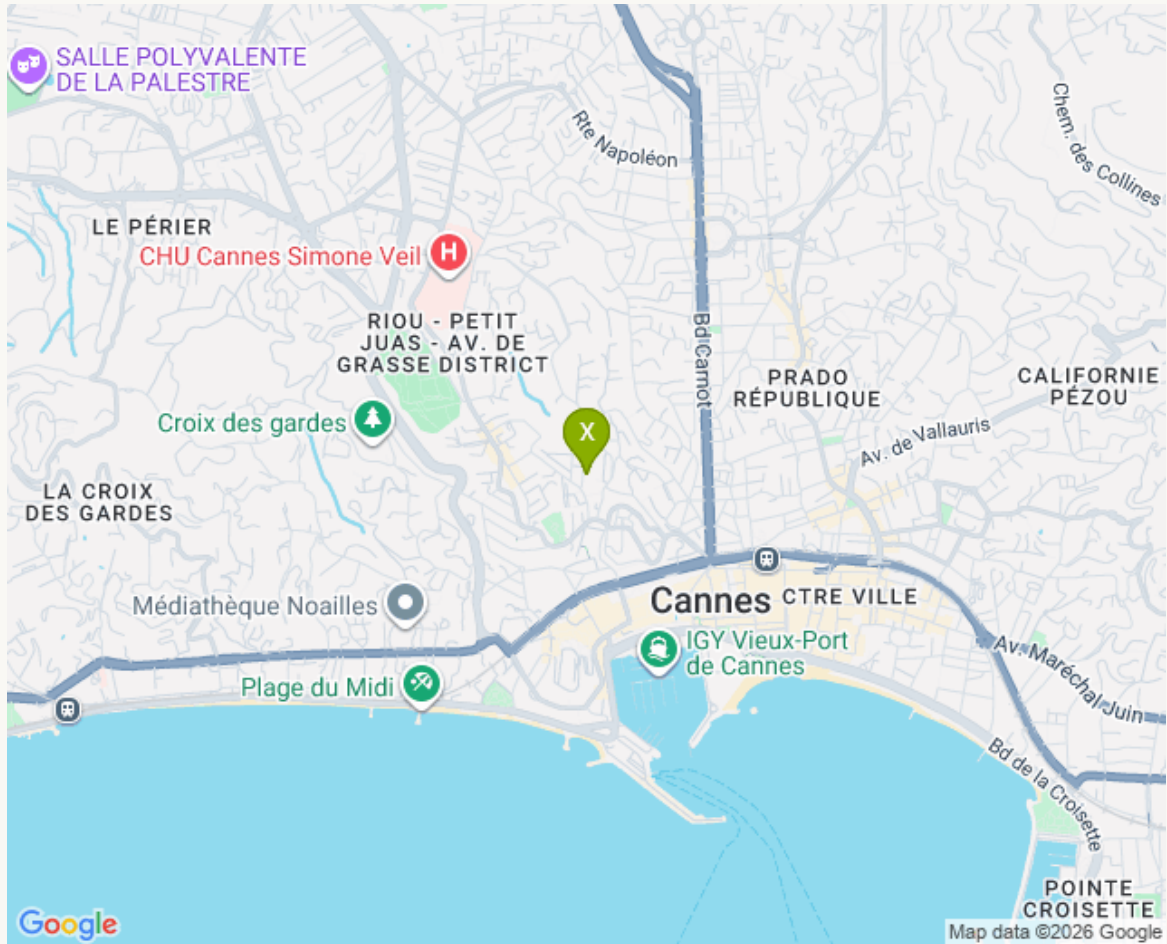 SALLE POLYVALENTE
DE LA PALESTRE
Rte Napoléon
Chem. des Collines
LE PÉRIER
CHU Cannes Simone Veil
H
RIOU - PETIT
JUAS - AV. DE
GRASSE DISTRICT
Bd Carnot
PRADO
RÉPUBLIQUE
CALIFORNIE
PÉZOU
Croix des gardes
X
Av. de Vallauris
LA CROIX
DES GARDES
Médiathèque Noailles
Cannes
CTRE VILLE
IGY Vieux-Port
de Cannes
Av. Maréchal Juin
Plage du Midi
Bd de la Croisette
POINTE
CROISETTE
Google
Map data ©2026 Google